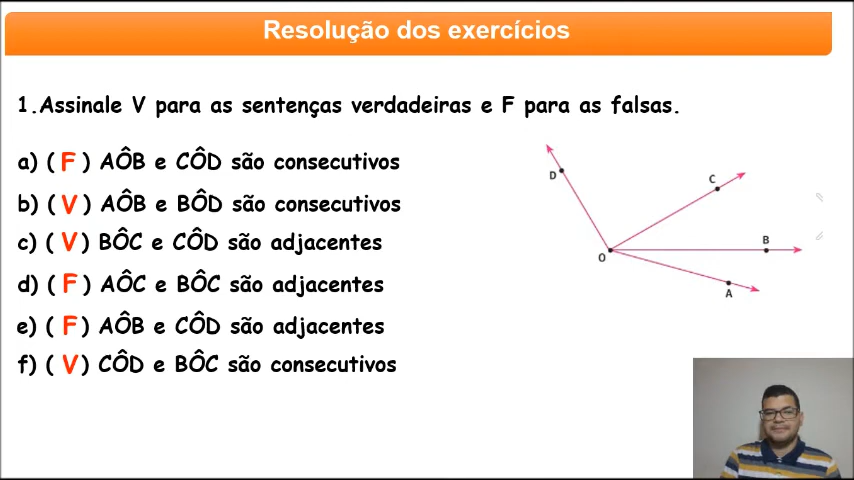 Resolução dos exercícios
1.Assinale V para as sentenças verdadeiras e F para as falsas.
a) ( F ) AÔB e CÔD são consecutivos
b) ( V ) AÔB e BÔD são consecutivos
c) ( V ) BÔC e CÔD são adjacentes
d) ( F ) AÔC e BÔC são adjacentes
e) ( F ) AÔB e CÔD são adjacentes
f) ( V ) CÔD e BÔC são consecutivos
D
C
B
O
A